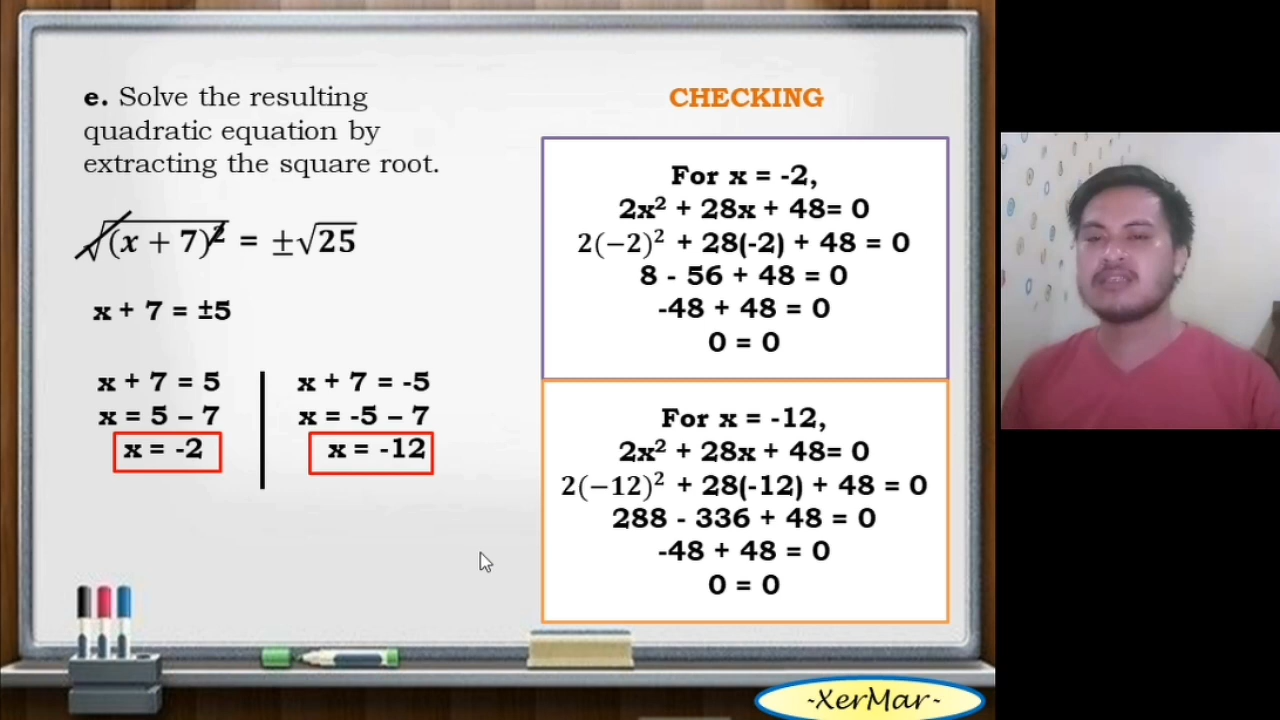 e. Solve the resulting
quadratic equation by
extracting the square root.
√(x + 7)² = ±√25
x + 7 = ±5
x + 7 = 5
x = 5 – 7
x = -2
x + 7 = -5
x = -5 – 7
x = -12
CHECKING
For x = -2,
2x² + 28x + 48= 0
2(−2)² + 28(-2) + 48 = 0
8 - 56 + 48 = 0
-48 + 48 = 0
0 = 0
For x = -12,
2x² + 28x + 48= 0
2(−12)² + 28(-12) + 48 = 0
288 - 336 + 48 = 0
-48 + 48 = 0
0 = 0
-XerMar-